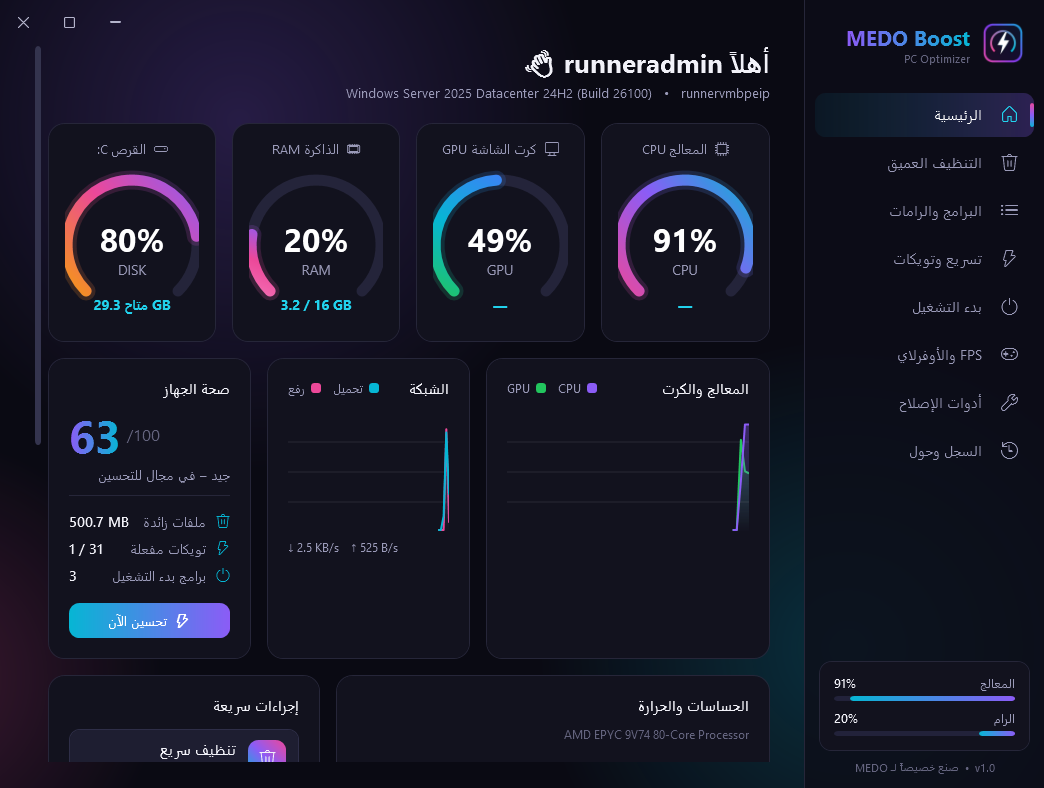 MEDO Boost
PC Optimizer
الرئيسية
التنظيف العميق
البرامج والرامات
تسريع وتويكات
بدء التشغيل
FPS والأوفرلاي
أدوات الإصلاح
السجل وحول
المعالج 91%
الرام 20%
v1.0 • صنع خصيصاً لـ MEDO
أهلاً runneradmin
runnervmbpeip • Windows Server 2025 Datacenter 24H2 (Build 26100)
المعالج CPU
91%
CPU
—
كرت الشاشة GPU
49%
GPU
—
الذاكرة RAM
20%
RAM
3.2 / 16 GB
القرص C:
80%
DISK
29.3 GB متاح
المعالج والكرت
CPU
GPU
الشبكة
تحميل
رفع
↓ 2.5 KB/s ↑ 525 B/s
صحة الجهاز
63 /100
جيد – في مجال للتحسين
ملفات زائدة 500.7 MB
تويكات مفعلة 1 / 31
برامج بدء التشغيل 3
تحسين الآن
الحساسات والحرارة
AMD EPYC 9V74 80-Core Processor
إجراءات سريعة
تنظيف سريع